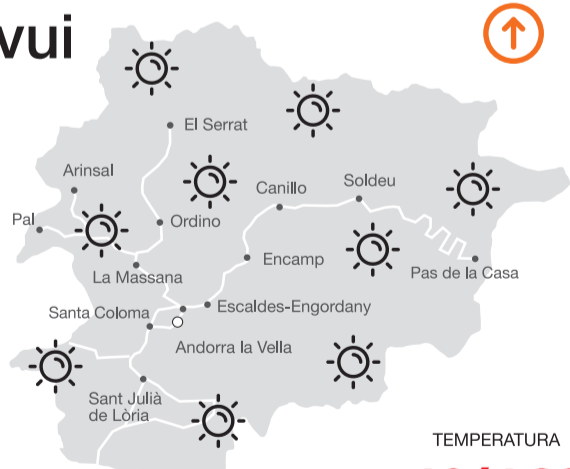 vui
El Serrat
Arinsal
Canillo
Soldeu
Pal
Ordino
Encamp
Pas de la Casa
La Massana
Santa Coloma
Escaldes-Engordany
Andorra la Vella
Sant Julià
de Lòria
TEMPERATURA